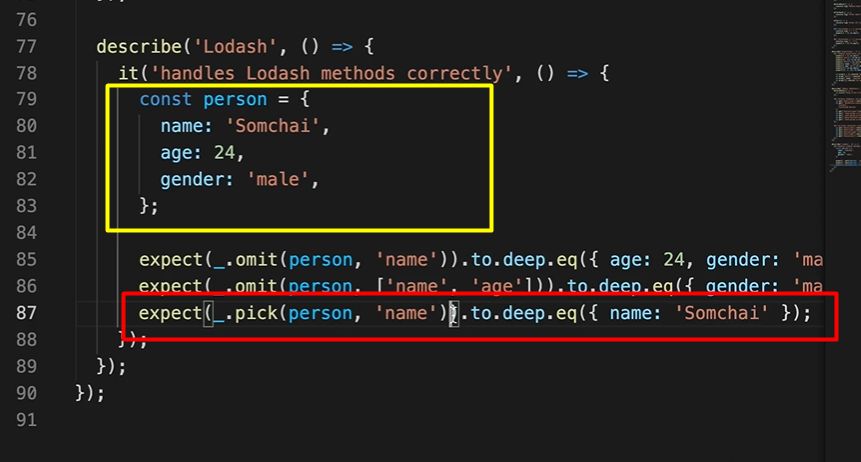 76
77 describe('Lodash', () => {
78 it('handles Lodash methods correctly', () => {
79 const person = {
80 name: 'Somchai',
81 age: 24,
82 gender: 'male',
83 };
84
85 expect(_.omit(person, 'name')).to.deep.eq({ age: 24, gender: 'ma
86 expect(_.omit(person, ['name', 'age'])).to.deep.eq({ gender: 'ma
87 expect(_.pick(person, 'name')).to.deep.eq({ name: 'Somchai' });
88 });
89 });
90 });
91